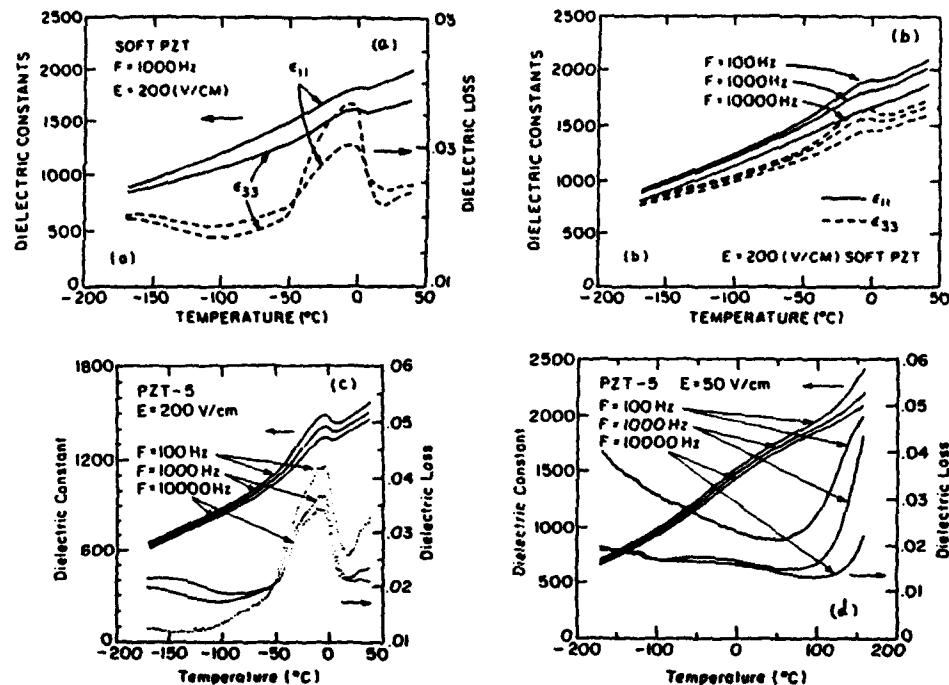 2500
2000
1500
1000
500
0
DIELECTRIC CONSTANTS
SOFT PZT
F = 1000 Hz
E = 200 (V/CM)
(a)
ε11
ε33
(a)
.03
.01
DIELECTRIC LOSS
-200 -150 -100 -50 0 50
TEMPERATURE (°C)
2500
2000
1500
1000
500
0
DIELECTRIC CONSTANTS
(b)
F = 100 Hz
F = 1000 Hz
F = 10000 Hz
ε11
ε33
(b)
E = 200 (V/CM) SOFT PZT
-200 -150 -100 -50 0 50
TEMPERATURE (°C)
1800
1500
1200
600
0
Dielectric Constant
PZT-5
E = 200 V/cm
(c)
F = 100 Hz
F = 1000 Hz
F = 10000 Hz
.06
.05
.04
.03
.02
.01
Dielectric Loss
-200 -150 -100 -50 0 50
Temperature (°C)
2500
2000
1500
1000
500
0
Dielectric Constant
PZT-5 E = 50 V/cm
F = 100 Hz
F = 1000 Hz
F = 10000 Hz
(d)
.06
.05
.04
.03
.02
.01
0
Dielectric Loss
-200 -100 0 100 200
Temperature (°C)